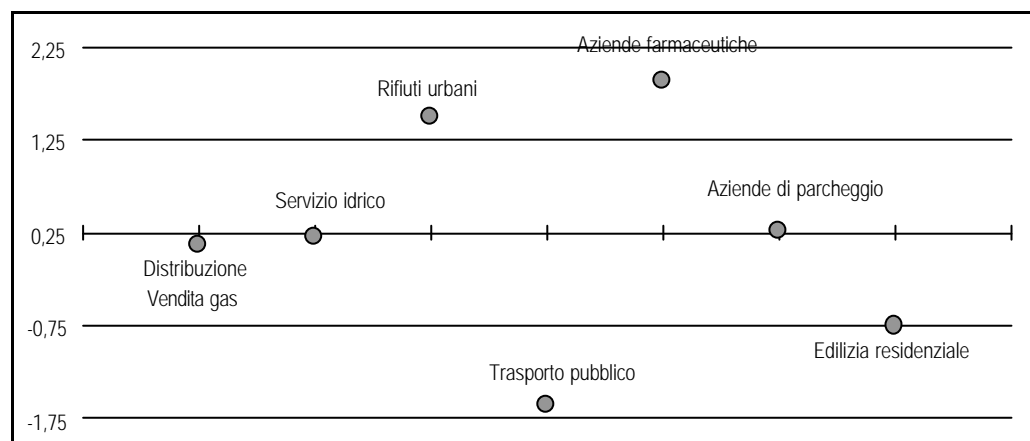 2,25
Aziende farmaceutiche
Rifiuti urbani
1,25
Aziende di parcheggio
Servizio idrico
0,25
Distribuzione
Vendita gas
-0,75
Edilizia residenziale
Trasporto pubblico
-1,75